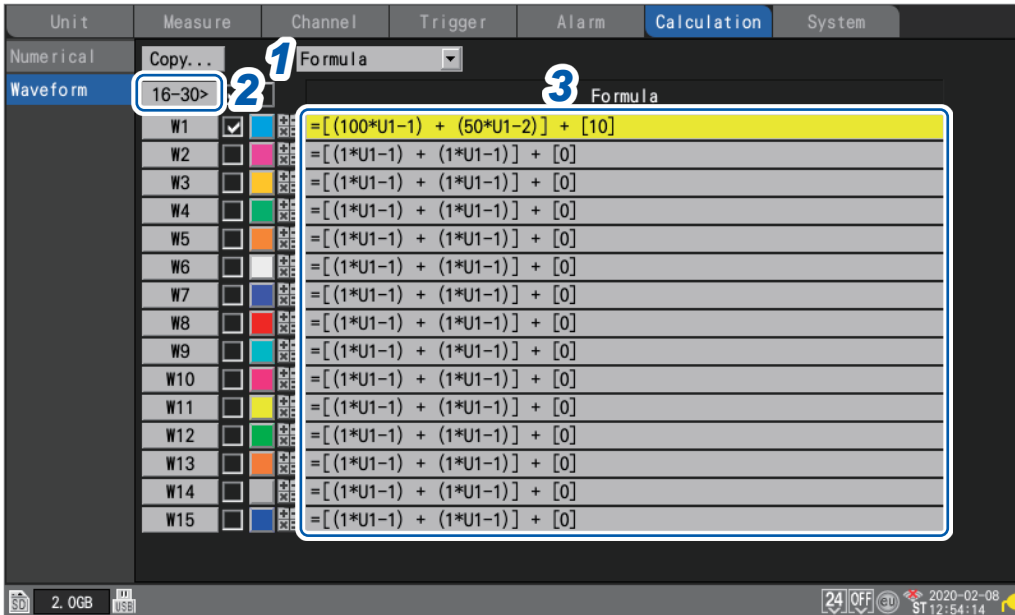 Unit Measure Channel Trigger Alarm Calculation System
Numerical Copy... 1 Formula
Waveform 16-30> 2 3 Formula
W1 =[(100*U1-1) + (50*U1-2)] + [10]
W2 =[(1*U1-1) + (1*U1-1)] + [0]
W3 =[(1*U1-1) + (1*U1-1)] + [0]
W4 =[(1*U1-1) + (1*U1-1)] + [0]
W5 =[(1*U1-1) + (1*U1-1)] + [0]
W6 =[(1*U1-1) + (1*U1-1)] + [0]
W7 =[(1*U1-1) + (1*U1-1)] + [0]
W8 =[(1*U1-1) + (1*U1-1)] + [0]
W9 =[(1*U1-1) + (1*U1-1)] + [0]
W10 =[(1*U1-1) + (1*U1-1)] + [0]
W11 =[(1*U1-1) + (1*U1-1)] + [0]
W12 =[(1*U1-1) + (1*U1-1)] + [0]
W13 =[(1*U1-1) + (1*U1-1)] + [0]
W14 =[(1*U1-1) + (1*U1-1)] + [0]
W15 =[(1*U1-1) + (1*U1-1)] + [0]
SD 2.0GB USB 24 OFF eu 2020-02-08
ST 12:54:14